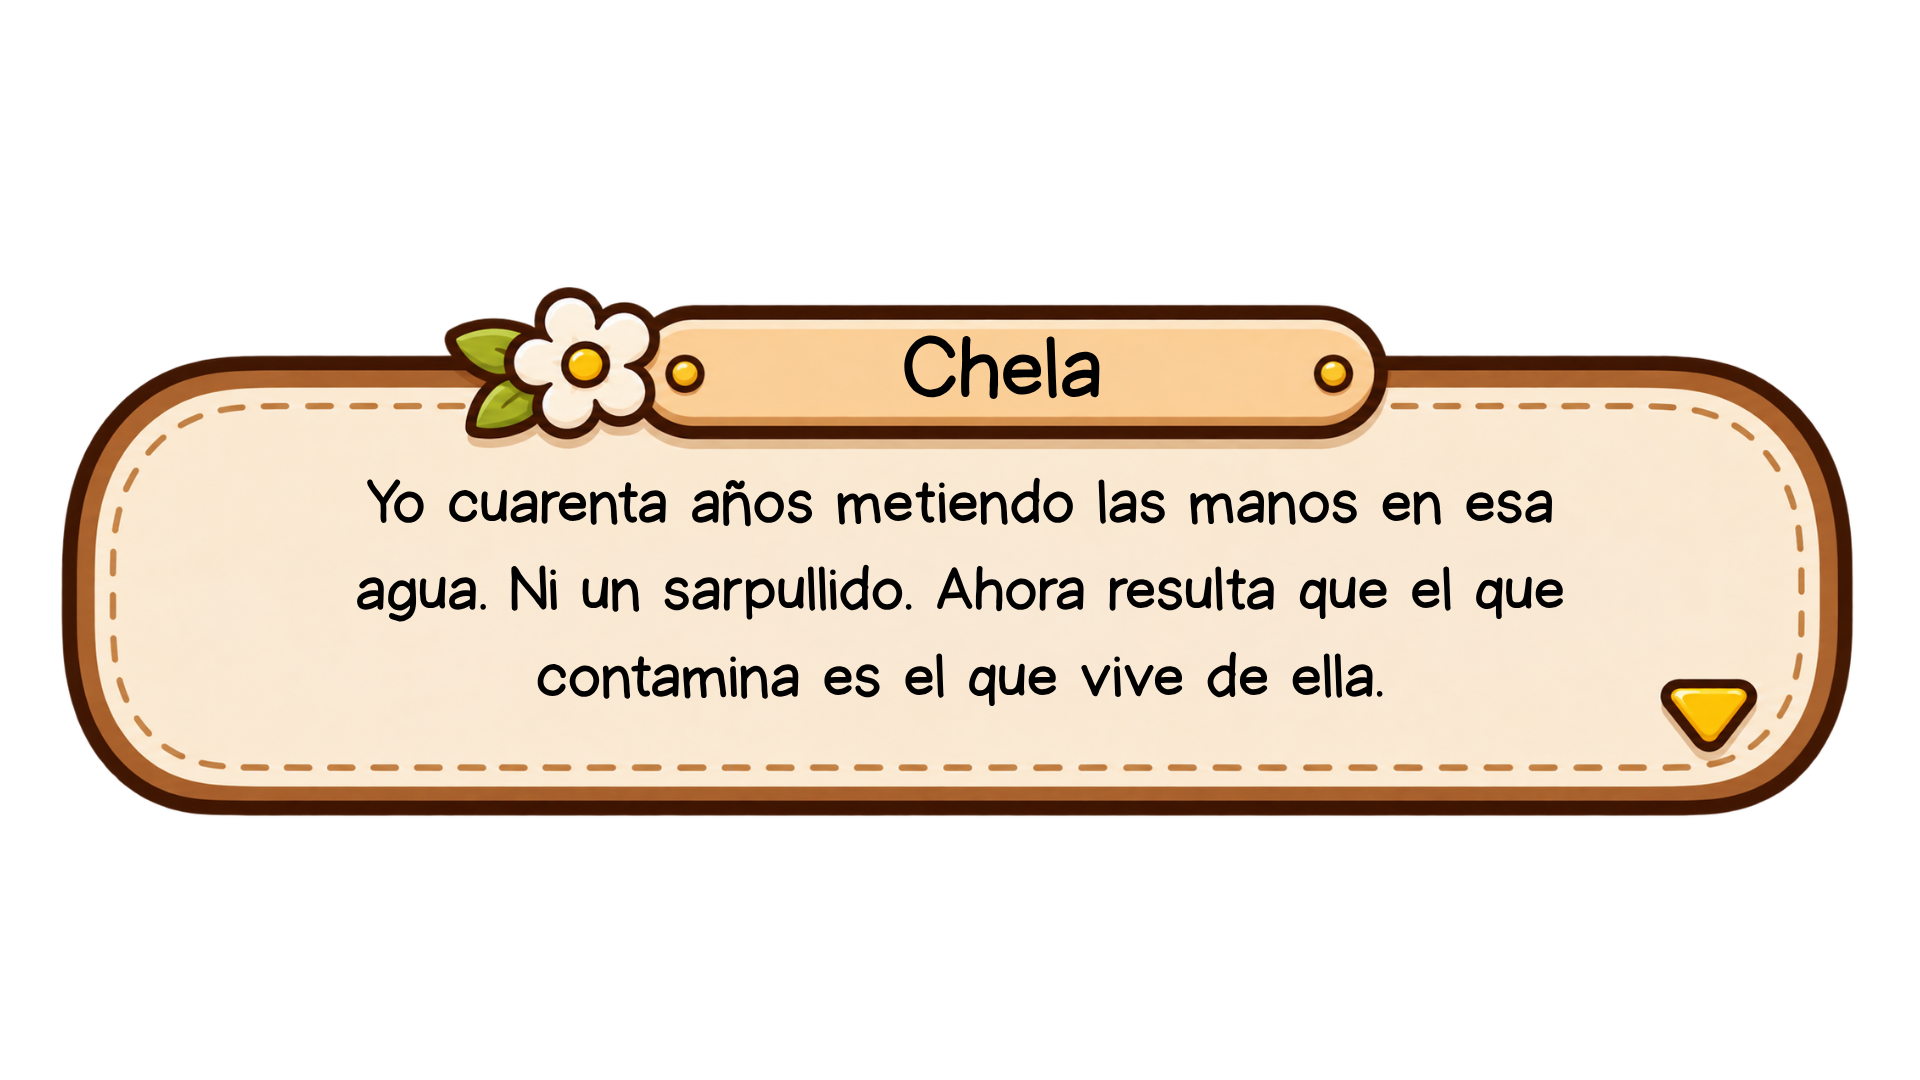 Chela
Yo cuarenta años metiendo las manos en esa
agua. Ni un sarpullido. Ahora resulta que el que
contamina es el que vive de ella.